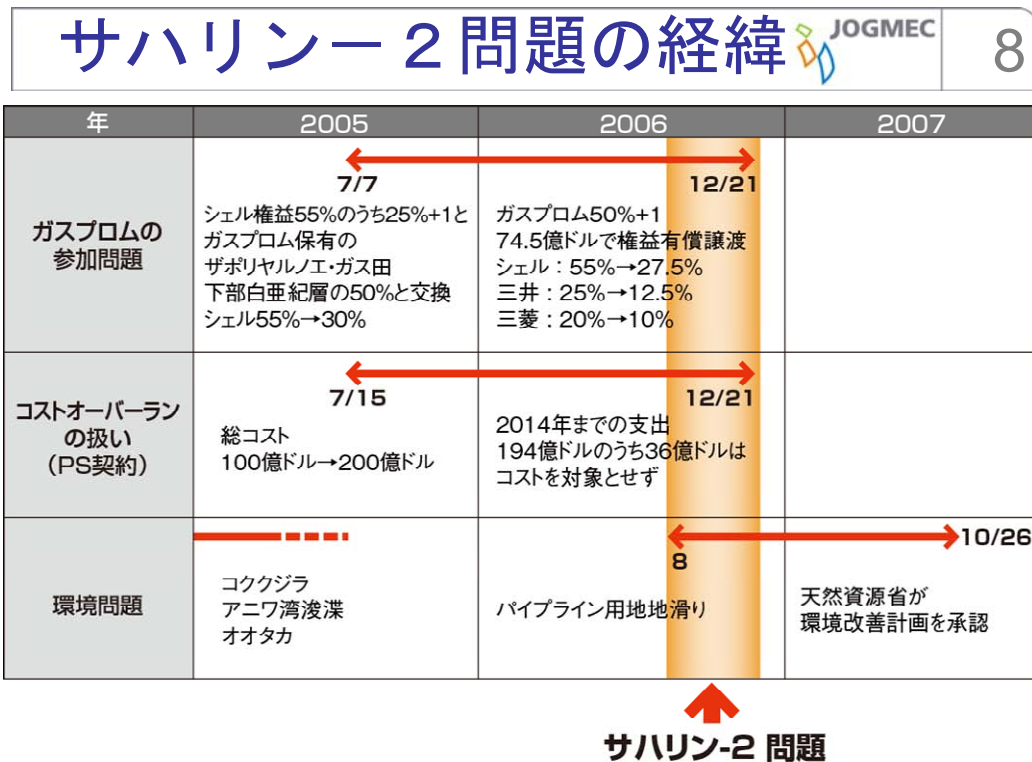 サハリンー２問題の経緯
JOGMEC
8
年
2005
2006
2007
ガスプロムの
参加問題
7/7
シェル権益55%のうち25%+1と
ガスプロム保有の
ザポリヤルノエ・ガス田
下部白亜紀層の50%と交換
シェル55%→30%
12/21
ガスプロム50%+1
74.5億ドルで権益有償譲渡
シェル：55%→27.5%
三井：25%→12.5%
三菱：20%→10%
コストオーバーラン
の扱い
（PS契約）
7/15
総コスト
100億ドル→200億ドル
12/21
2014年までの支出
194億ドルのうち36億ドルは
コストを対象とせず
環境問題
コククジラ
アニワ湾浚渫
オオタカ
8
パイプライン用地地滑り
10/26
天然資源省が
環境改善計画を承認
サハリン-2 問題